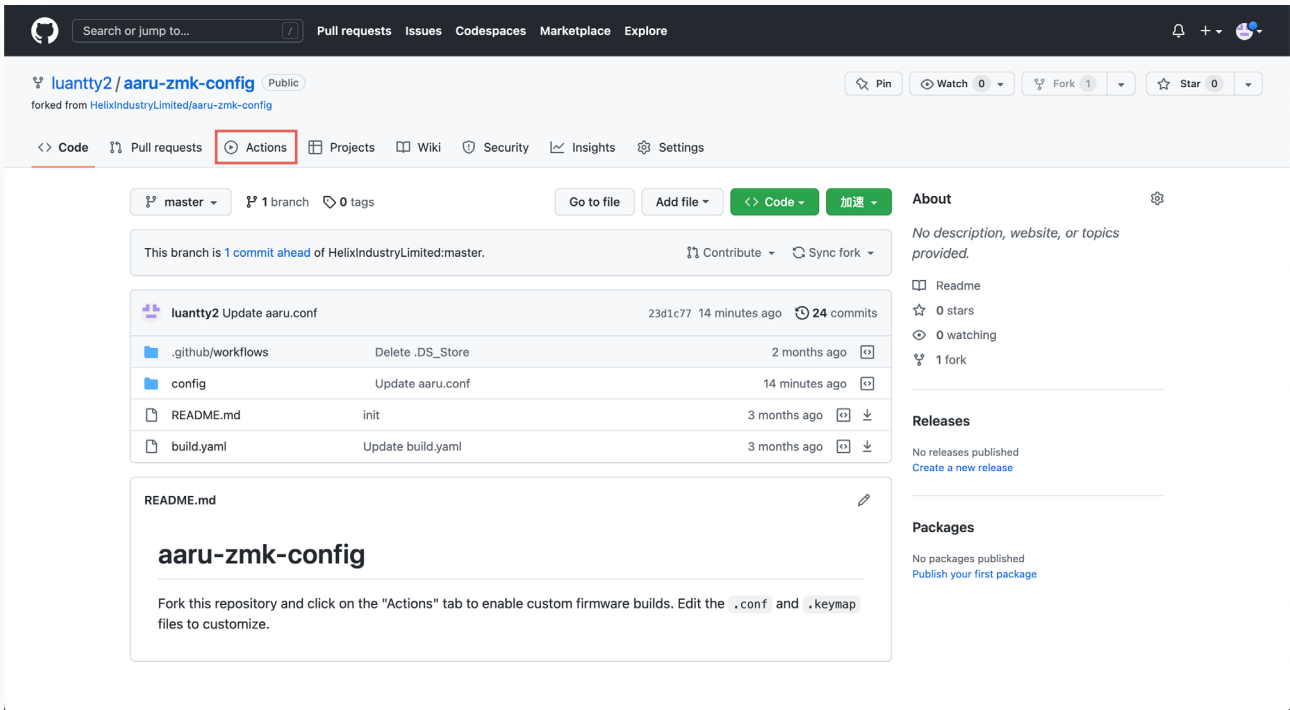 Search or jump to... / Pull requests Issues Codespaces Marketplace Explore
luantty2 / aaru-zmk-config Public Pin Watch 0 Fork 1 Star 0
forked from HelixIndustryLimited/aaru-zmk-config
<> Code Pull requests Actions Projects Wiki Security Insights Settings
master 1 branch 0 tags Go to file Add file <> Code 加速
This branch is 1 commit ahead of HelixIndustryLimited:master. Contribute Sync fork
luantty2 Update aaru.conf 23d1c77 14 minutes ago 24 commits
.github/workflows Delete .DS_Store 2 months ago
config Update aaru.conf 14 minutes ago
README.md init 3 months ago
build.yaml Update build.yaml 3 months ago
README.md
aaru-zmk-config
Fork this repository and click on the "Actions" tab to enable custom firmware builds. Edit the .conf and .keymap
files to customize.
About
No description, website, or topics
provided.
Readme
0 stars
0 watching
1 fork
Releases
No releases published
Create a new release
Packages
No packages published
Publish your first package